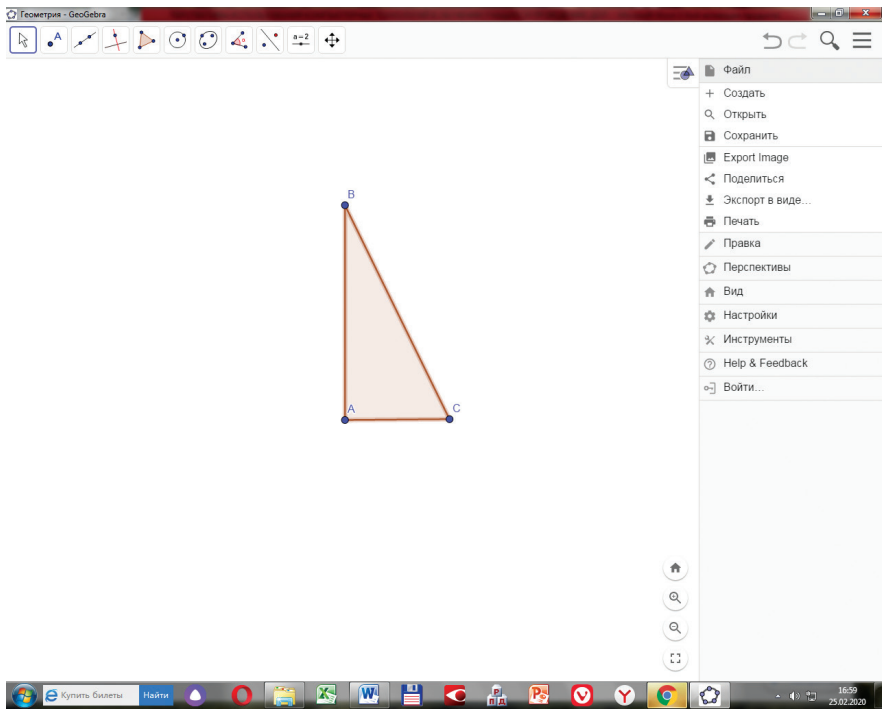 Геометрия - GeoGebra
A
a=2
Файл
Создать
Открыть
Сохранить
Export Image
Поделиться
Экспорт в виде...
Печать
Правка
Перспективы
Вид
Настройки
Инструменты
Help & Feedback
Войти...
B
A
C
Купить билеты
Найти
W
Р
П Д
P
Y
16:59
25.02.2020